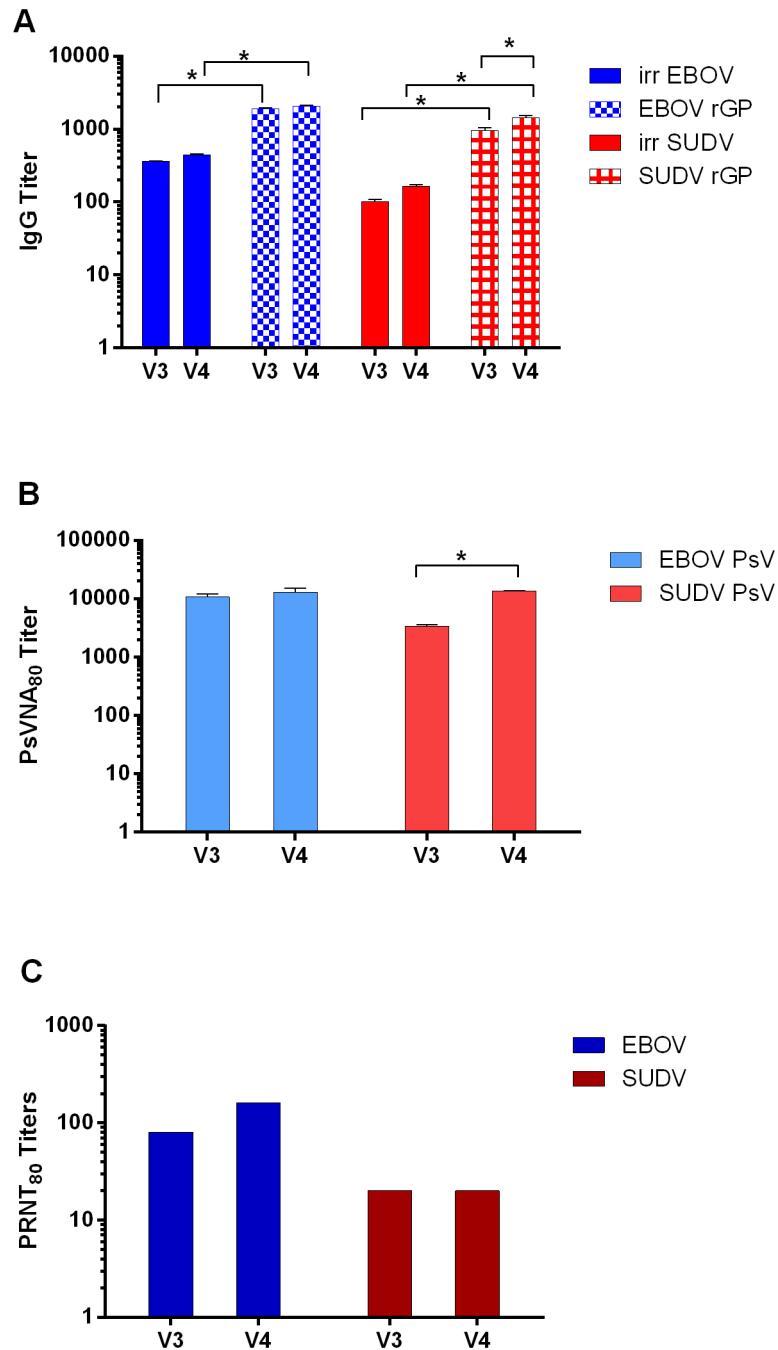 A
10000
1000
100
10
1
IgG Titer
* * * * *
irr EBOV
EBOV rGP
irr SUDV
SUDV rGP
V3 V4 V3 V4 V3 V4 V3 V4
B
100000
10000
1000
100
10
1
PsVNA80 Titer
*
EBOV PsV
SUDV PsV
V3 V4 V3 V4
C
1000
100
10
1
PRNT80 Titers
EBOV
SUDV
V3 V4 V3 V4